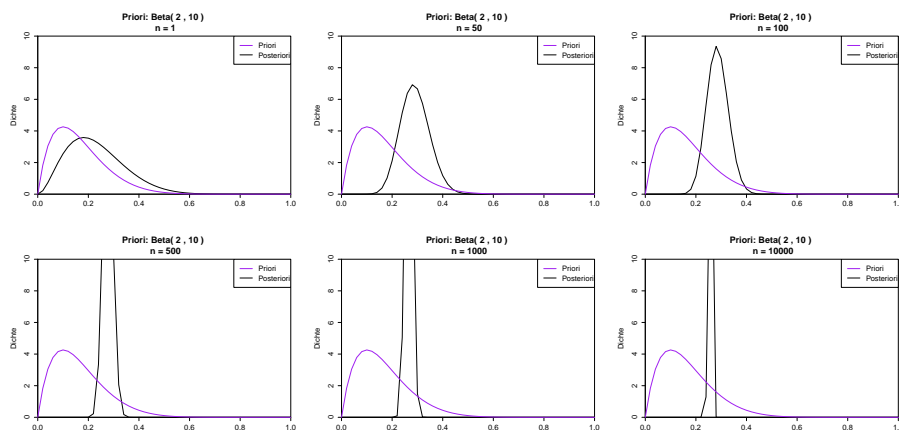 Priori: Beta( 2 , 10 )
n = 1
Dichte
10
8
6
4
2
0
0.0 0.2 0.4 0.6 0.8 1.0
Priori
Posteriori
Priori: Beta( 2 , 10 )
n = 50
Dichte
10
8
6
4
2
0
0.0 0.2 0.4 0.6 0.8 1.0
Priori
Posteriori
Priori: Beta( 2 , 10 )
n = 100
Dichte
10
8
6
4
2
0
0.0 0.2 0.4 0.6 0.8 1.0
Priori
Posteriori
Priori: Beta( 2 , 10 )
n = 500
Dichte
10
8
6
4
2
0
0.0 0.2 0.4 0.6 0.8 1.0
Priori
Posteriori
Priori: Beta( 2 , 10 )
n = 1000
Dichte
10
8
6
4
2
0
0.0 0.2 0.4 0.6 0.8 1.0
Priori
Posteriori
Priori: Beta( 2 , 10 )
n = 10000
Dichte
10
8
6
4
2
0
0.0 0.2 0.4 0.6 0.8 1.0
Priori
Posteriori